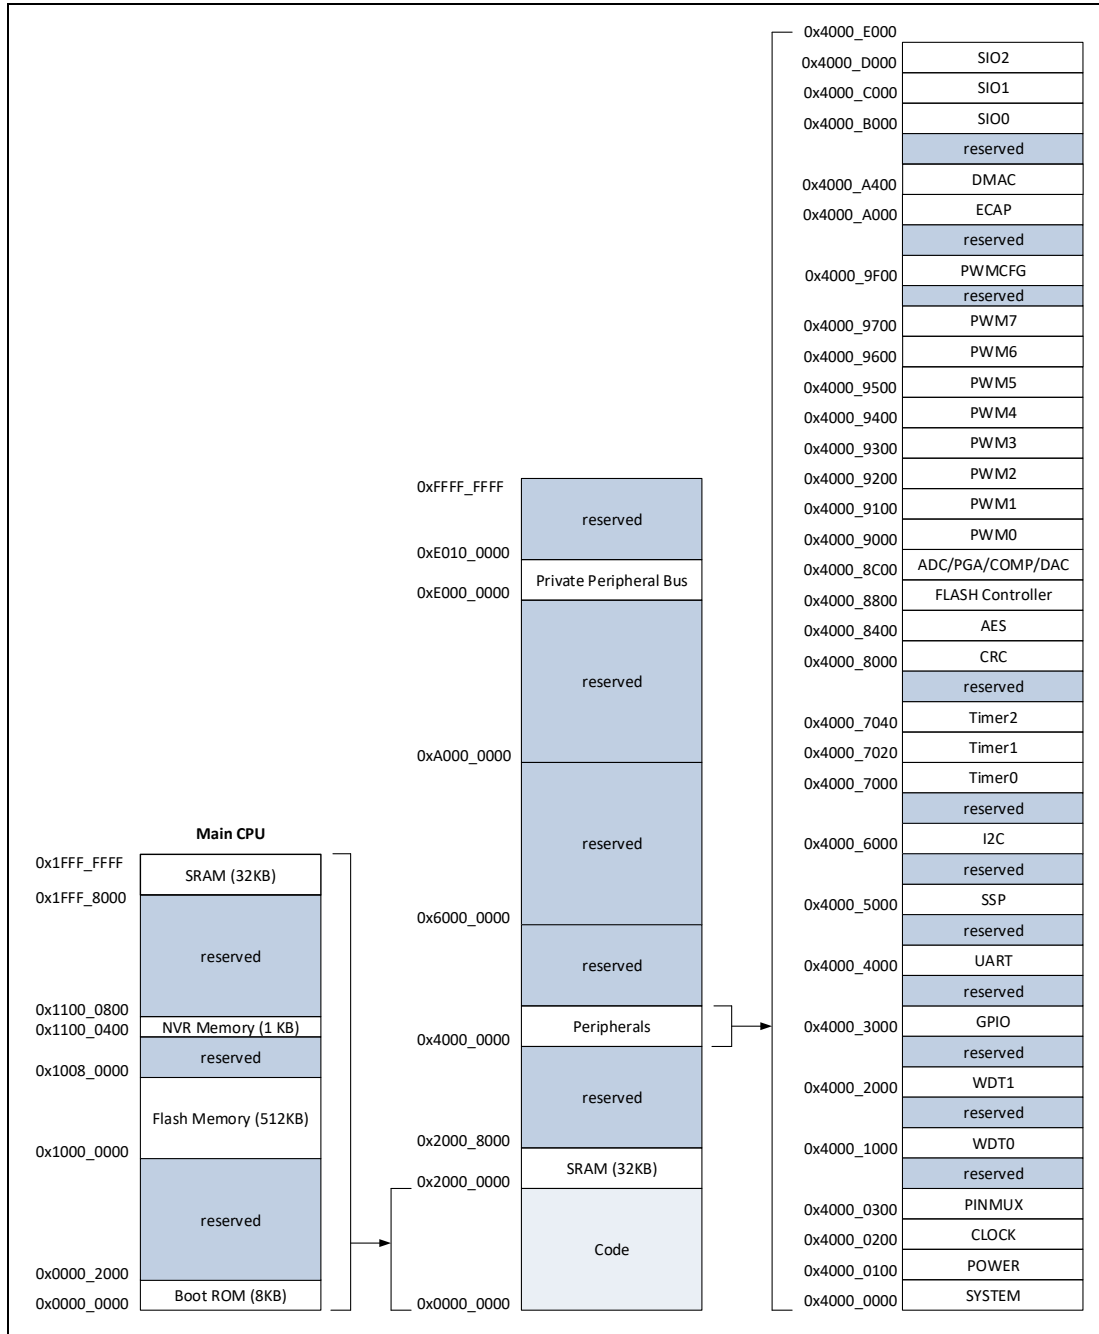 Main CPU
0x1FFF_FFFF
SRAM (32KB)
0x1FFF_8000
reserved
0x1100_0800
NVR Memory (1 KB)
0x1100_0400
reserved
0x1008_0000
Flash Memory (512KB)
0x1000_0000
reserved
0x0000_2000
Boot ROM (8KB)
0x0000_0000
0xFFFF_FFFF
reserved
0xE010_0000
Private Peripheral Bus
0xE000_0000
reserved
0xA000_0000
reserved
0x6000_0000
reserved
Peripherals
0x4000_0000
reserved
0x2000_8000
SRAM (32KB)
0x2000_0000
Code
0x0000_0000
0x4000_E000
SIO2
0x4000_D000
SIO1
0x4000_C000
SIO0
0x4000_B000
reserved
DMAC
0x4000_A400
ECAP
0x4000_A000
reserved
PWMCFG
0x4000_9F00
reserved
PWM7
0x4000_9700
PWM6
0x4000_9600
PWM5
0x4000_9500
PWM4
0x4000_9400
PWM3
0x4000_9300
PWM2
0x4000_9200
PWM1
0x4000_9100
PWM0
0x4000_9000
ADC/PGA/COMP/DAC
0x4000_8C00
FLASH Controller
0x4000_8800
AES
0x4000_8400
CRC
0x4000_8000
reserved
Timer2
0x4000_7040
Timer1
0x4000_7020
Timer0
0x4000_7000
reserved
I2C
0x4000_6000
reserved
SSP
0x4000_5000
reserved
UART
0x4000_4000
reserved
GPIO
0x4000_3000
reserved
WDT1
0x4000_2000
reserved
WDT0
0x4000_1000
reserved
PINMUX
0x4000_0300
CLOCK
0x4000_0200
POWER
0x4000_0100
SYSTEM
0x4000_0000